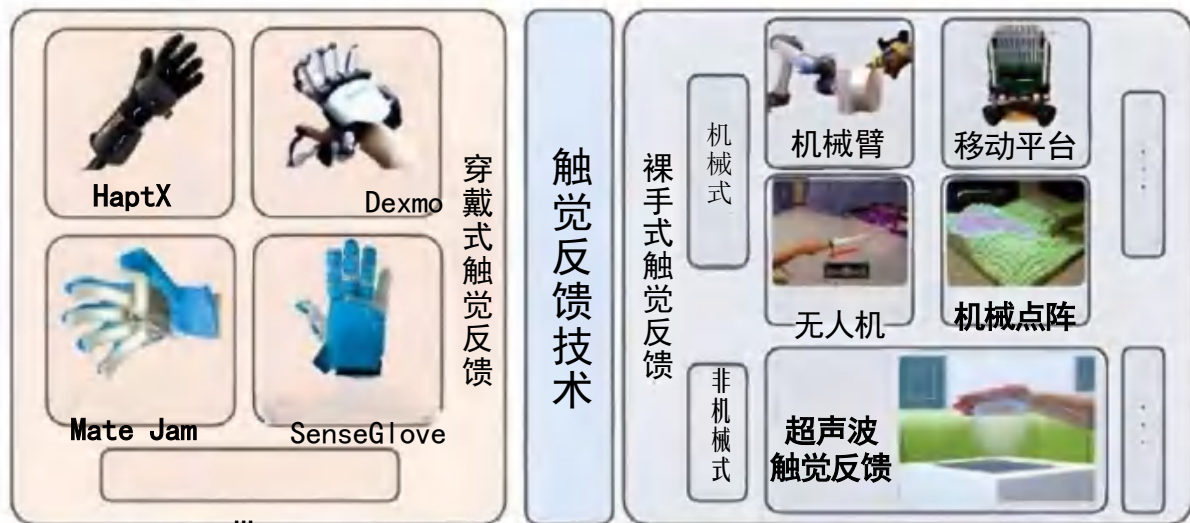 HaptX
Dexmo
Mate Jam
SenseGlove
穿戴式触觉反馈
触觉反馈技术
裸手式触觉反馈
机械式
机械臂
移动平台
无人机
机械点阵
....
非机械式
超声波
触觉反馈
....
...